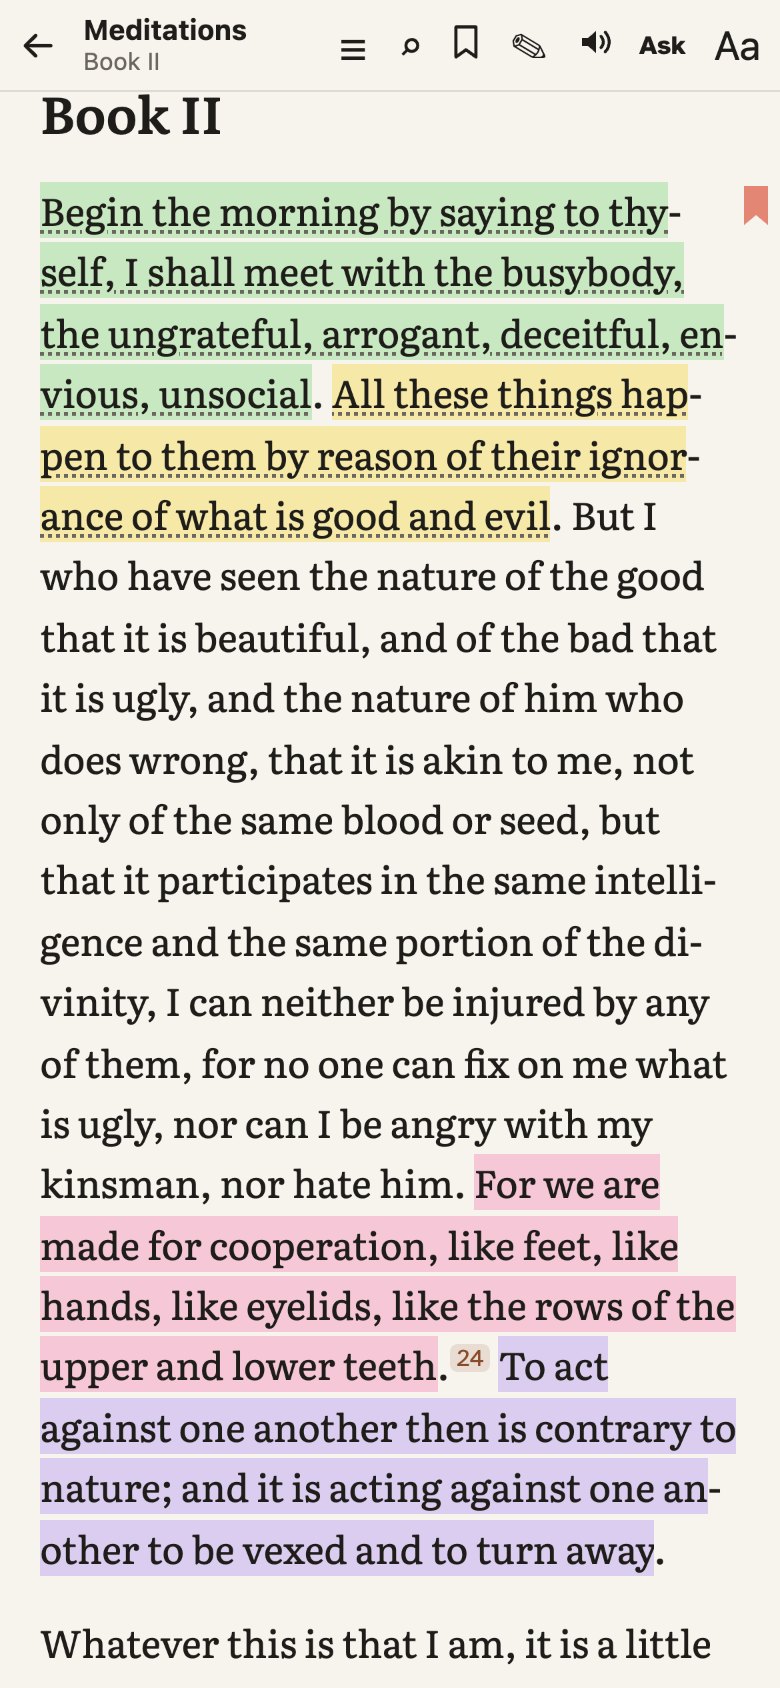 Meditations
Book II
Ask
Aa
Book II
Begin the morning by saying to thy-
self, I shall meet with the busybody,
the ungrateful, arrogant, deceitful, en-
vious, unsocial. All these things hap-
pen to them by reason of their ignor-
ance of what is good and evil. But I
who have seen the nature of the good
that it is beautiful, and of the bad that
it is ugly, and the nature of him who
does wrong, that it is akin to me, not
only of the same blood or seed, but
that it participates in the same intelli-
gence and the same portion of the di-
vinity, I can neither be injured by any
of them, for no one can fix on me what
is ugly, nor can I be angry with my
kinsman, nor hate him. For we are
made for cooperation, like feet, like
hands, like eyelids, like the rows of the
upper and lower teeth. 24 To act
against one another then is contrary to
nature; and it is acting against one an-
other to be vexed and to turn away.
Whatever this is that I am, it is a little